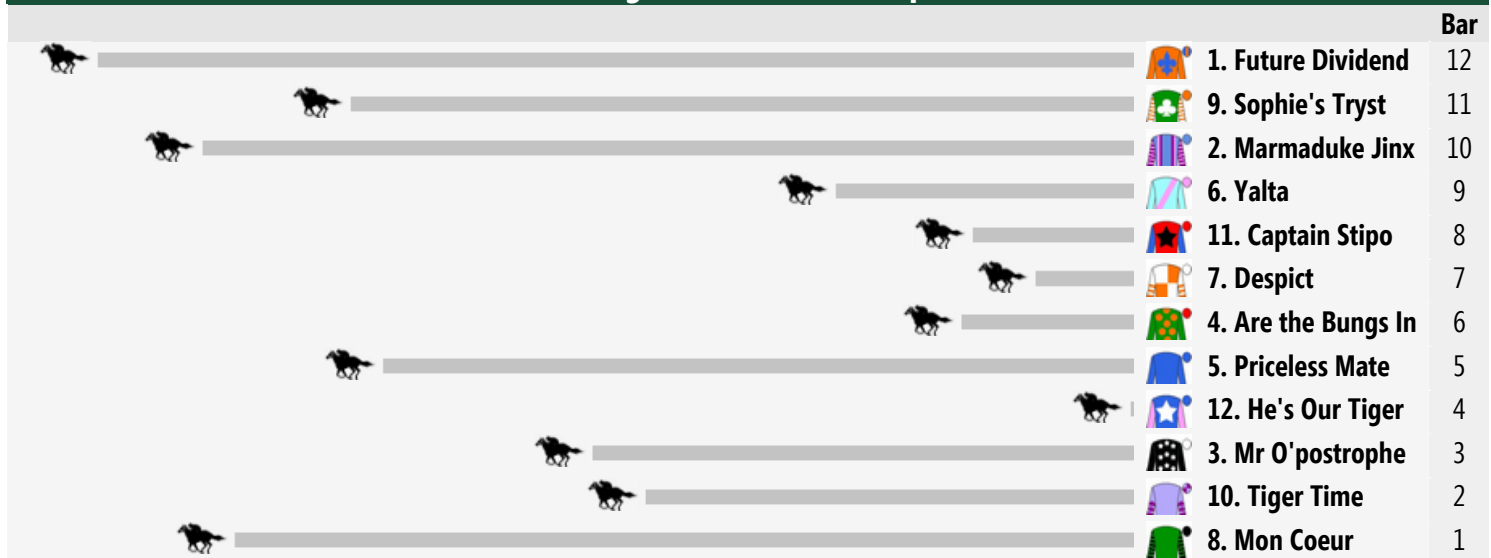 Bar
1. Future Dividend 12
9. Sophie's Tryst 11
2. Marmaduke Jinx 10
6. Yalta 9
11. Captain Stipo 8
7. Despict 7
4. Are the Bungs In 6
5. Priceless Mate 5
12. He's Our Tiger 4
3. Mr O'postrophe 3
10. Tiger Time 2
8. Mon Coeur 1